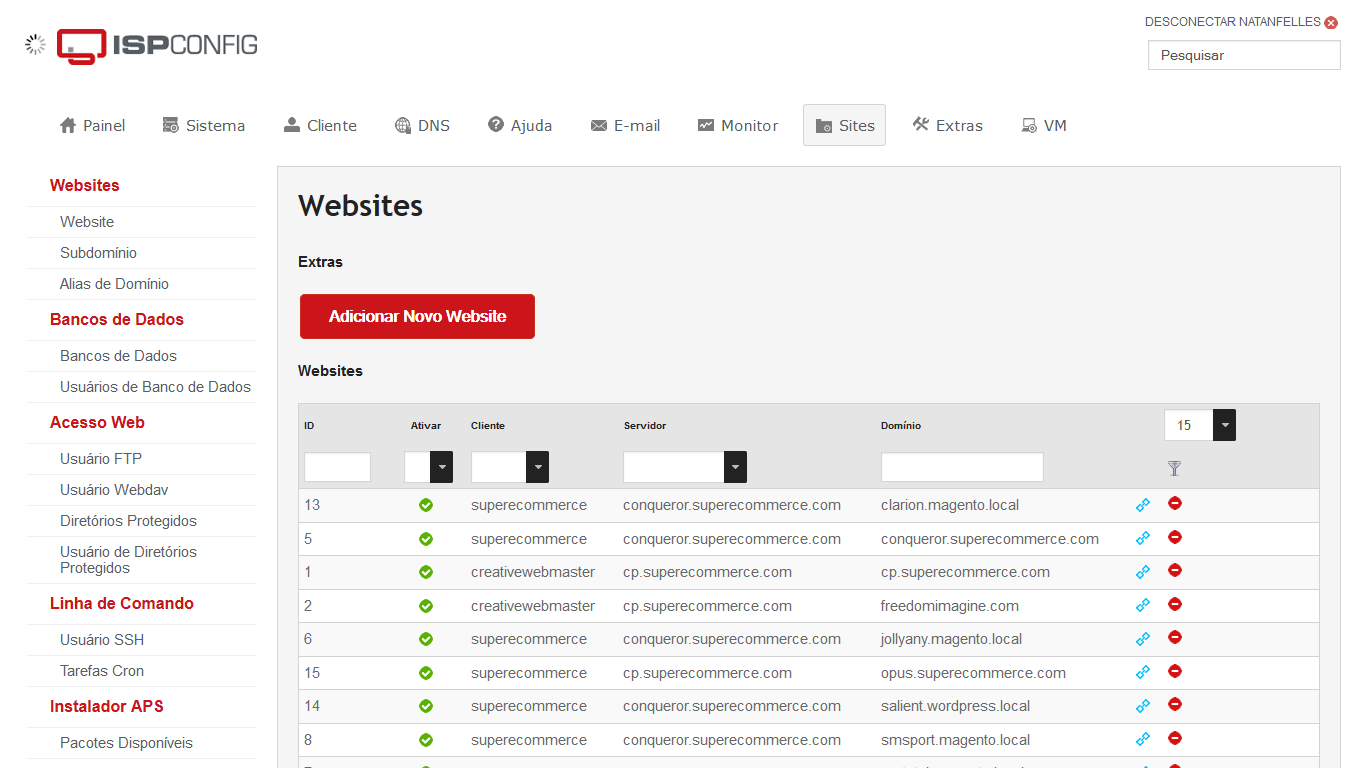 DESCONECTAR NATANFELLES
ISPCONFIG
Pesquisar
Painel Sistema Cliente DNS Ajuda E-mail Monitor Sites Extras VM
Websites
Website
Subdomínio
Alias de Domínio
Bancos de Dados
Bancos de Dados
Usuários de Banco de Dados
Acesso Web
Usuário FTP
Usuário Webdav
Diretórios Protegidos
Usuário de Diretórios
Protegidos
Linha de Comando
Usuário SSH
Tarefas Cron
Instalador APS
Pacotes Disponíveis
Websites
Extras
Adicionar Novo Website
Websites
ID Ativar Cliente Servidor Domínio 15
13 superecommerce conqueror.superecommerce.com clarion.magento.local
5 superecommerce conqueror.superecommerce.com conqueror.superecommerce.com
1 creativewebmaster cp.superecommerce.com cp.superecommerce.com
2 creativewebmaster cp.superecommerce.com freedomimagine.com
6 superecommerce conqueror.superecommerce.com jollyany.magento.local
15 superecommerce cp.superecommerce.com opus.superecommerce.com
14 superecommerce conqueror.superecommerce.com salient.wordpress.local
8 superecommerce conqueror.superecommerce.com smsport.magento.local